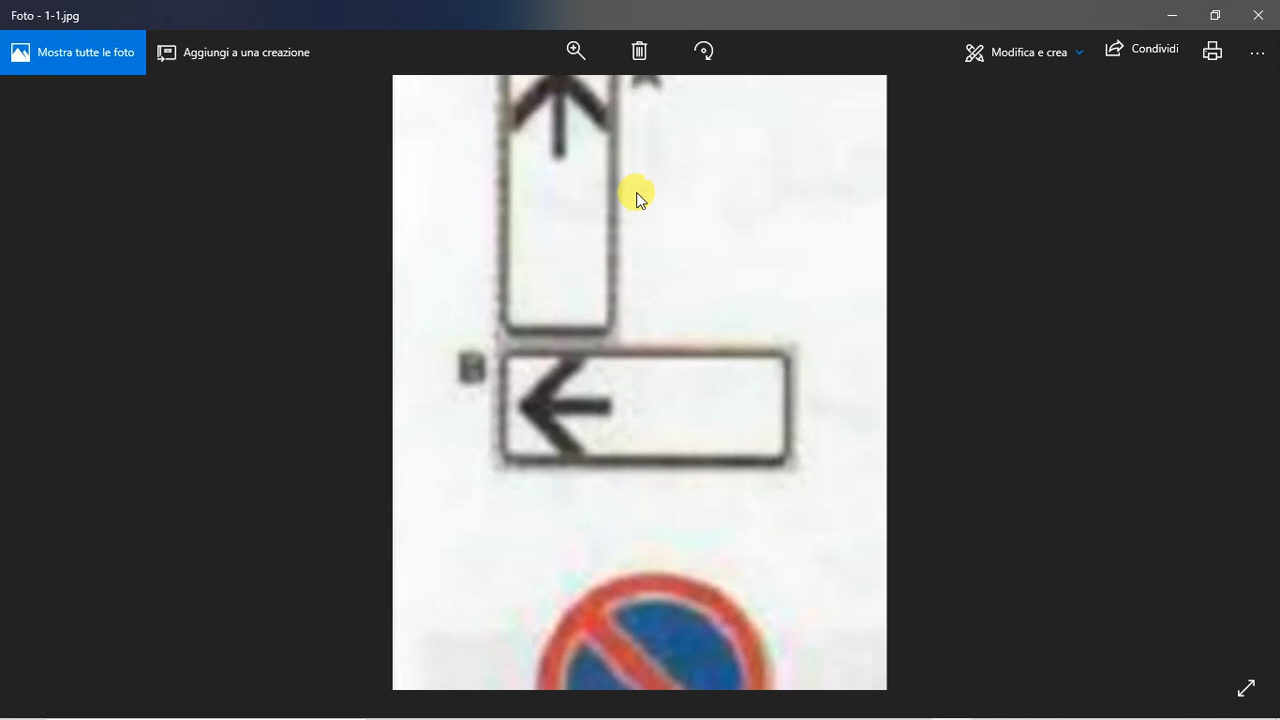 Foto - 1-1.jpg
Mostra tutte le foto
Aggiungi a una creazione
Modifica e crea
Condividi
B